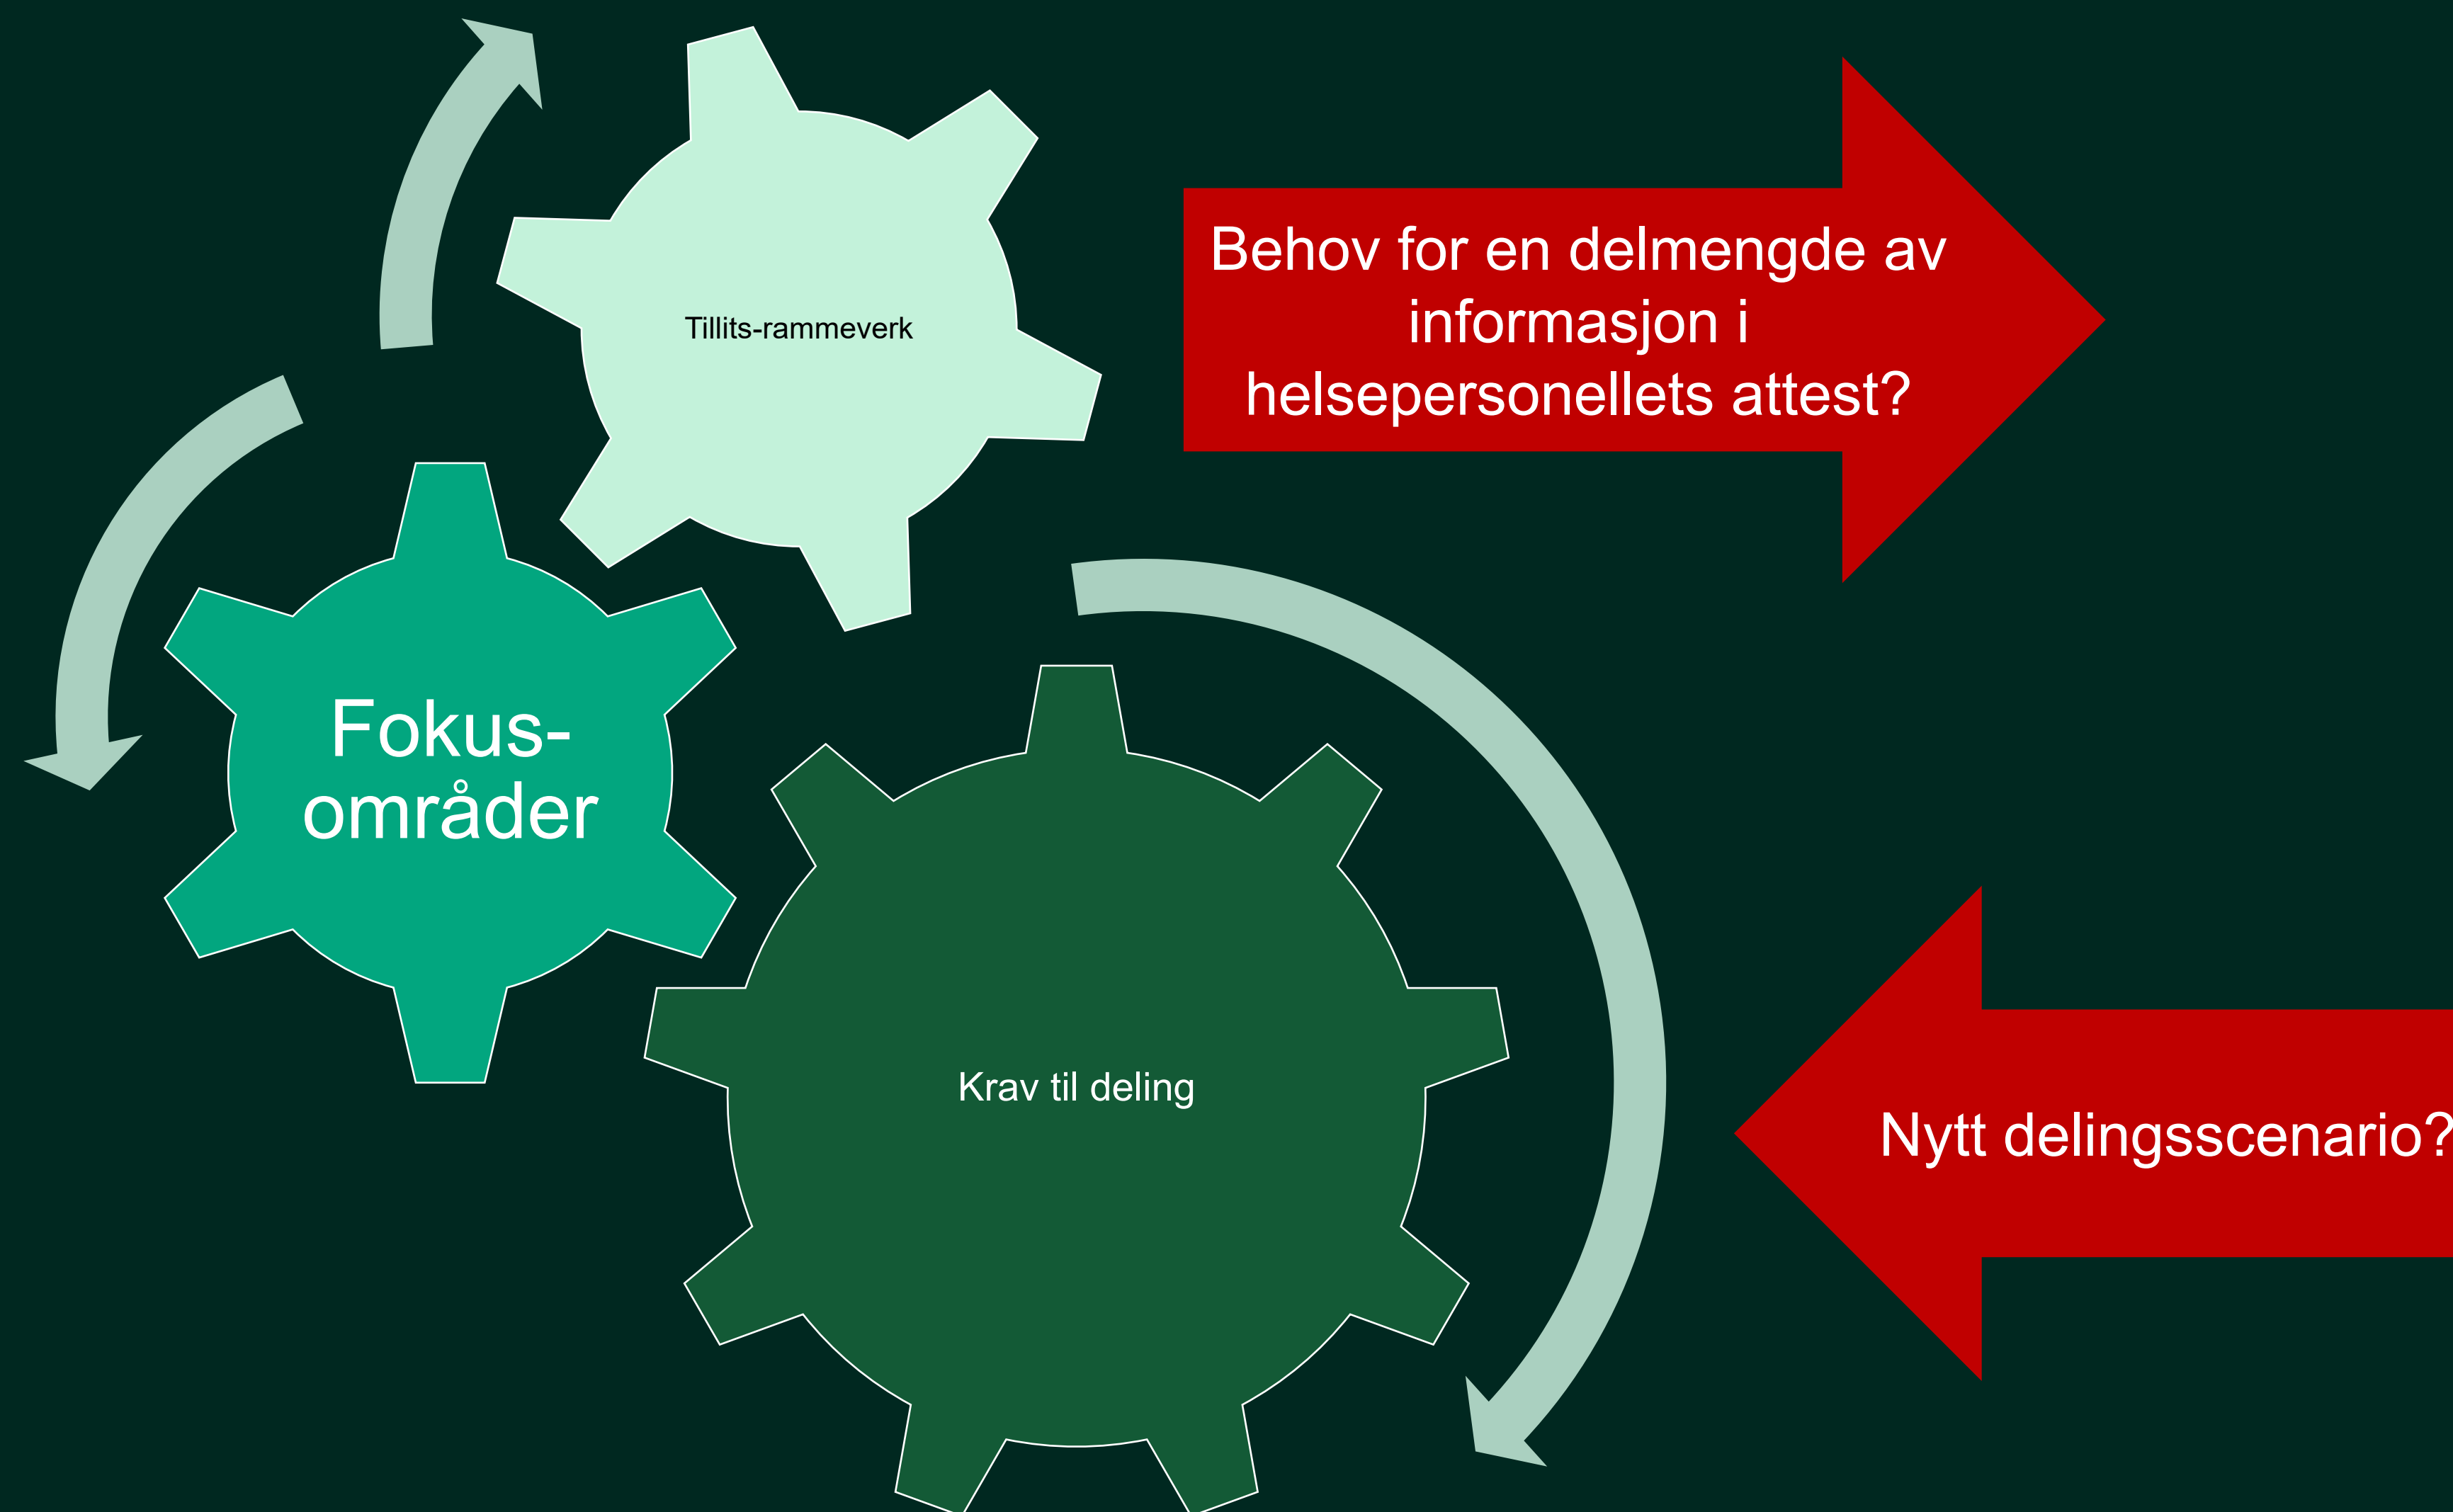 Tillits-rammeverk
Behov for en delmengde av
informasjon i
helsepersonellets attest?
Fokus-
områder
Krav til deling
Nytt delingsscenario?